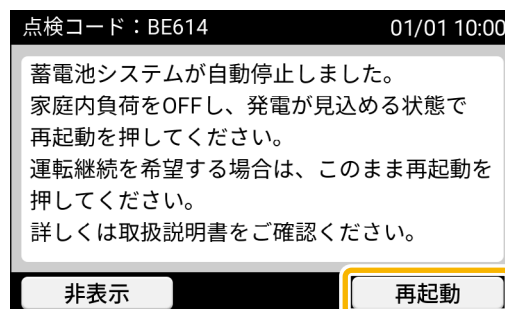 点検コード：BE614 01/01 10:00
蓄電池システムが自動停止しました。
家庭内負荷をOFFし、発電が見込める状態で
再起動を押してください。
運転継続を希望する場合は、このまま再起動を
押してください。
詳しくは取扱説明書をご確認ください。
非表示 再起動